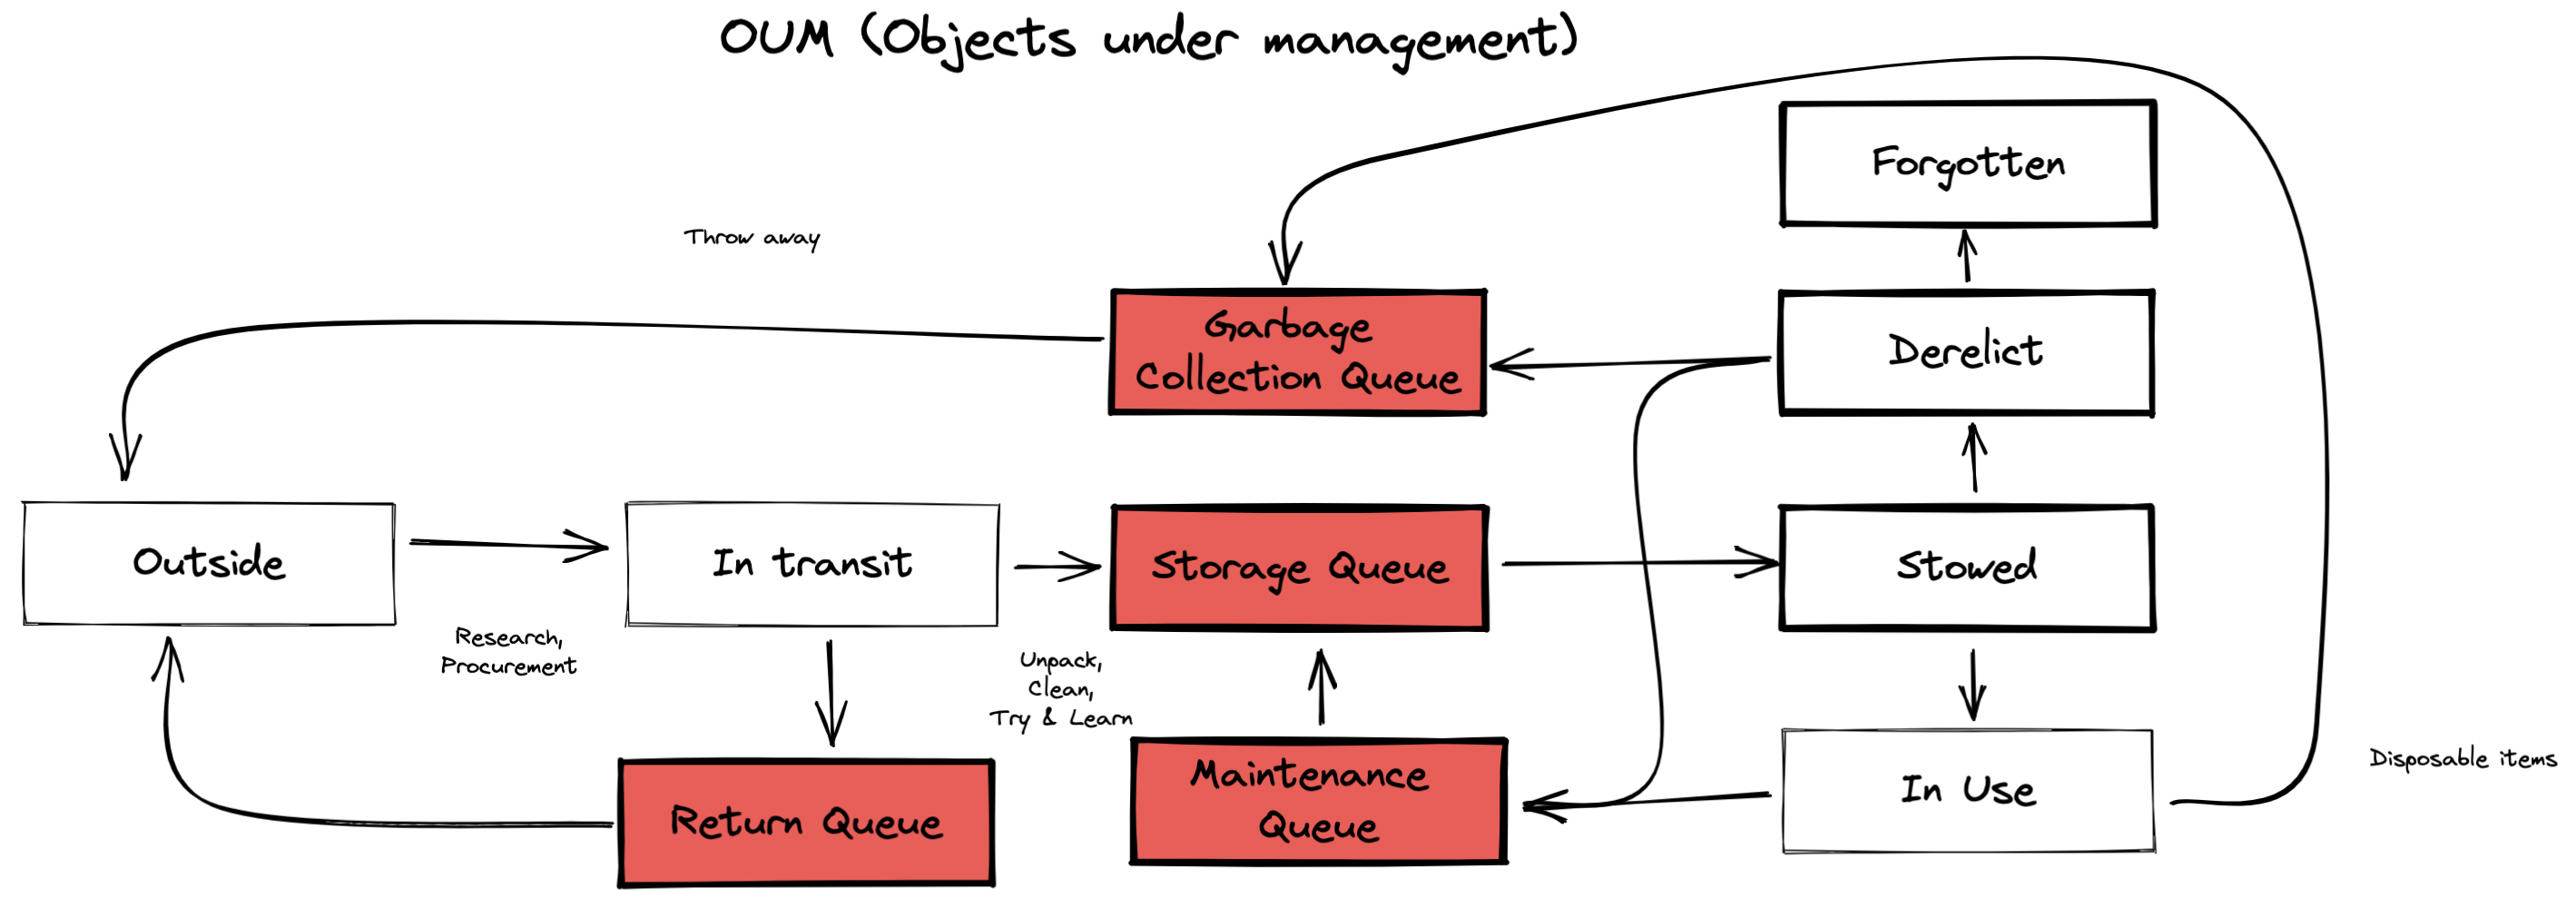 OUM (Objects under management)
Forgotten
Throw away
Garbage
Collection Queue
Derelict
Outside
In transit
Storage Queue
Stowed
Research,
Procurement
Unpack,
Clean,
Try & Learn
Return Queue
Maintenance
Queue
In Use
Disposable items